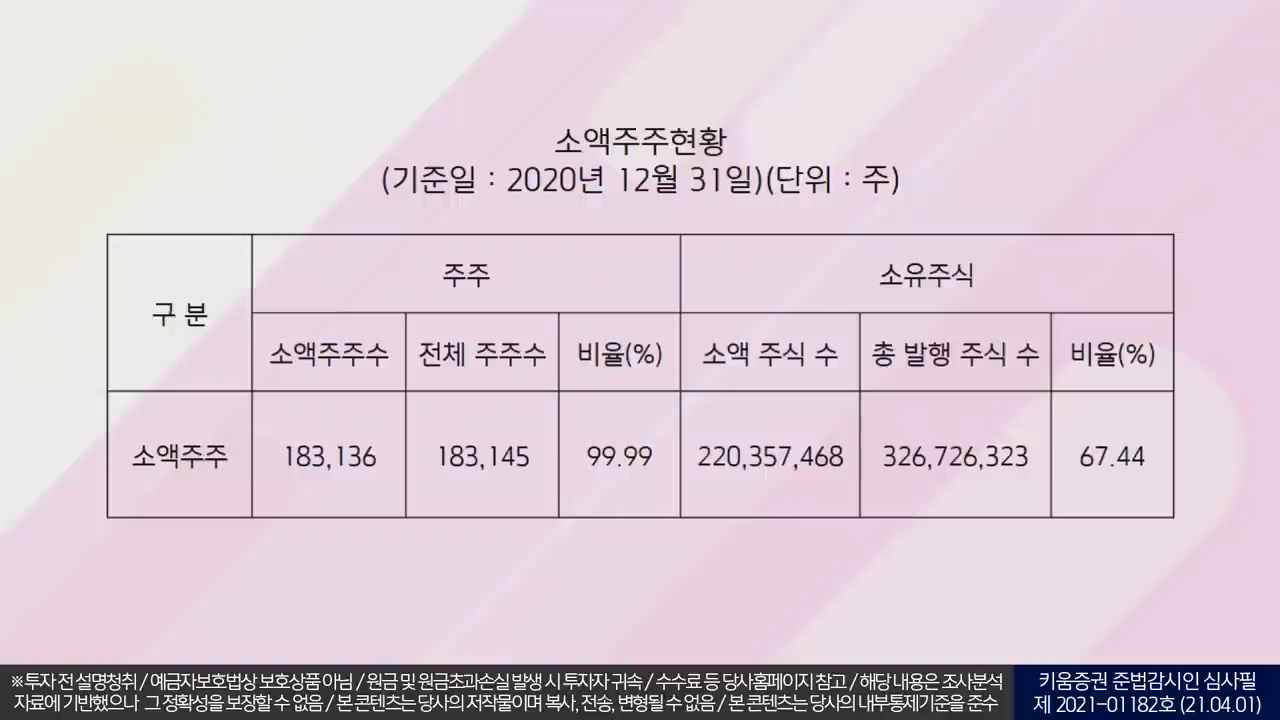 소액주주현황
(기준일 : 2020년 12월 31일)(단위 : 주)
구 분 주주 소유주식
소액주주수 전체 주주수 비율(%) 소액 주식 수 총 발행 주식 수 비율(%)
소액주주 183,136 183,145 99.99 220,357,468 326,726,323 67.44
※투자 전 설명청취 / 예금자보호법상 보호상품 아님 / 원금 및 원금초과손실 발생 시 투자자 귀속 / 수수료 등 당사홈페이지 참고 / 해당 내용은 조사분석
자료에 기반했으나 그 정확성을 보장할 수 없음 / 본 콘텐츠는 당사의 저작물이며 복사, 전송, 변형될 수 없음 / 본 콘텐츠는 당사의 내부통제기준을 준수
키움증권 준법감시인 심사필
제 2021-01182호 (21.04.01)